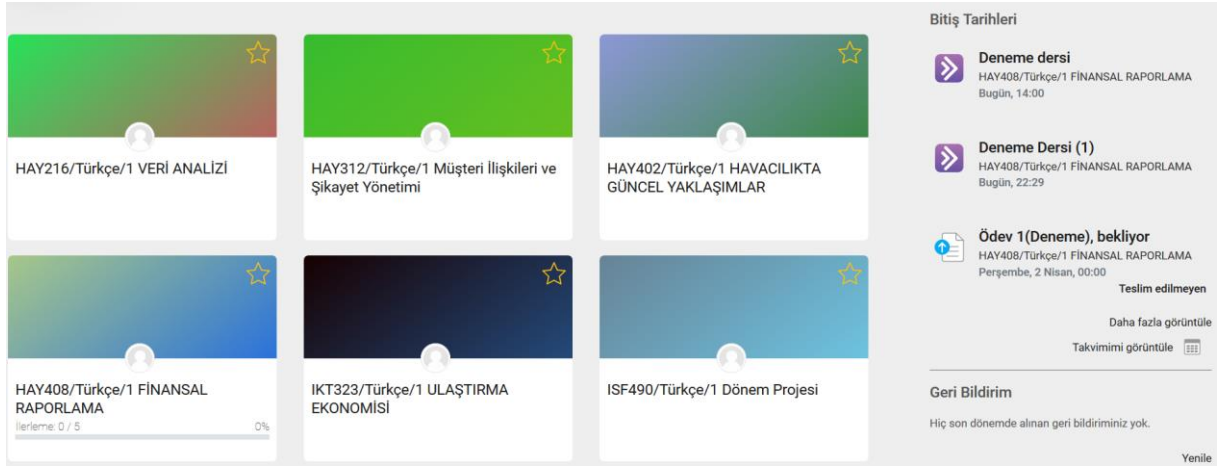 HAY216/Türkçe/1 VERİ ANALİZİ
HAY312/Türkçe/1 Müşteri İlişkileri ve
Şikayet Yönetimi
HAY402/Türkçe/1 HAVACILIKTA
GÜNCEL YAKLAŞIMLAR
HAY408/Türkçe/1 FİNANSAL
RAPORLAMA
İlerleme: 0 / 5 0%
IKT323/Türkçe/1 ULAŞTIRMA
EKONOMİSİ
ISF490/Türkçe/1 Dönem Projesi
Bitiş Tarihleri
Deneme dersi
HAY408/Türkçe/1 FİNANSAL RAPORLAMA
Bugün, 14:00
Deneme Dersi (1)
HAY408/Türkçe/1 FİNANSAL RAPORLAMA
Bugün, 22:29
Ödev 1(Deneme), bekliyor
HAY408/Türkçe/1 FİNANSAL RAPORLAMA
Perşembe, 2 Nisan, 00:00
Teslim edilmeyen
Daha fazla görüntüle
Takvimimi görüntüle
Geri Bildirim
Hiç son dönemde alınan geri bildiriminiz yok.
Yenile